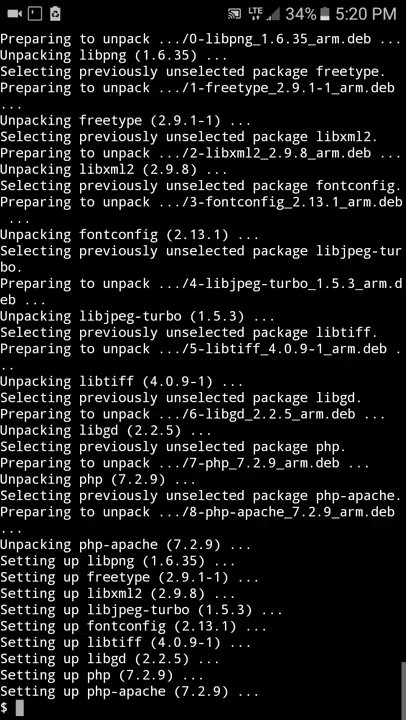 LTE 34% 5:20 PM
Preparing to unpack .../0-libpng_1.6.35_arm.deb ...
Unpacking libpng (1.6.35) ...
Selecting previously unselected package freetype.
Preparing to unpack .../1-freetype_2.9.1-1_arm.deb
...
Unpacking freetype (2.9.1-1) ...
Selecting previously unselected package libxml2.
Preparing to unpack .../2-libxml2_2.9.8_arm.deb ...
Unpacking libxml2 (2.9.8) ...
Selecting previously unselected package fontconfig.
Preparing to unpack .../3-fontconfig_2.13.1_arm.deb
...
Unpacking fontconfig (2.13.1) ...
Selecting previously unselected package libjpeg-tur
bo.
Preparing to unpack .../4-libjpeg-turbo_1.5.3_arm.d
eb ...
Unpacking libjpeg-turbo (1.5.3) ...
Selecting previously unselected package libtiff.
Preparing to unpack .../5-libtiff_4.0.9-1_arm.deb .
..
Unpacking libtiff (4.0.9-1) ...
Selecting previously unselected package libgd.
Preparing to unpack .../6-libgd_2.2.5_arm.deb ...
Unpacking libgd (2.2.5) ...
Selecting previously unselected package php.
Preparing to unpack .../7-php_7.2.9_arm.deb ...
Unpacking php (7.2.9) ...
Selecting previously unselected package php-apache.
Preparing to unpack .../8-php-apache_7.2.9_arm.deb
...
Unpacking php-apache (7.2.9) ...
Setting up libpng (1.6.35) ...
Setting up freetype (2.9.1-1) ...
Setting up libxml2 (2.9.8) ...
Setting up libjpeg-turbo (1.5.3) ...
Setting up fontconfig (2.13.1) ...
Setting up libtiff (4.0.9-1) ...
Setting up libgd (2.2.5) ...
Setting up php (7.2.9) ...
Setting up php-apache (7.2.9) ...
$